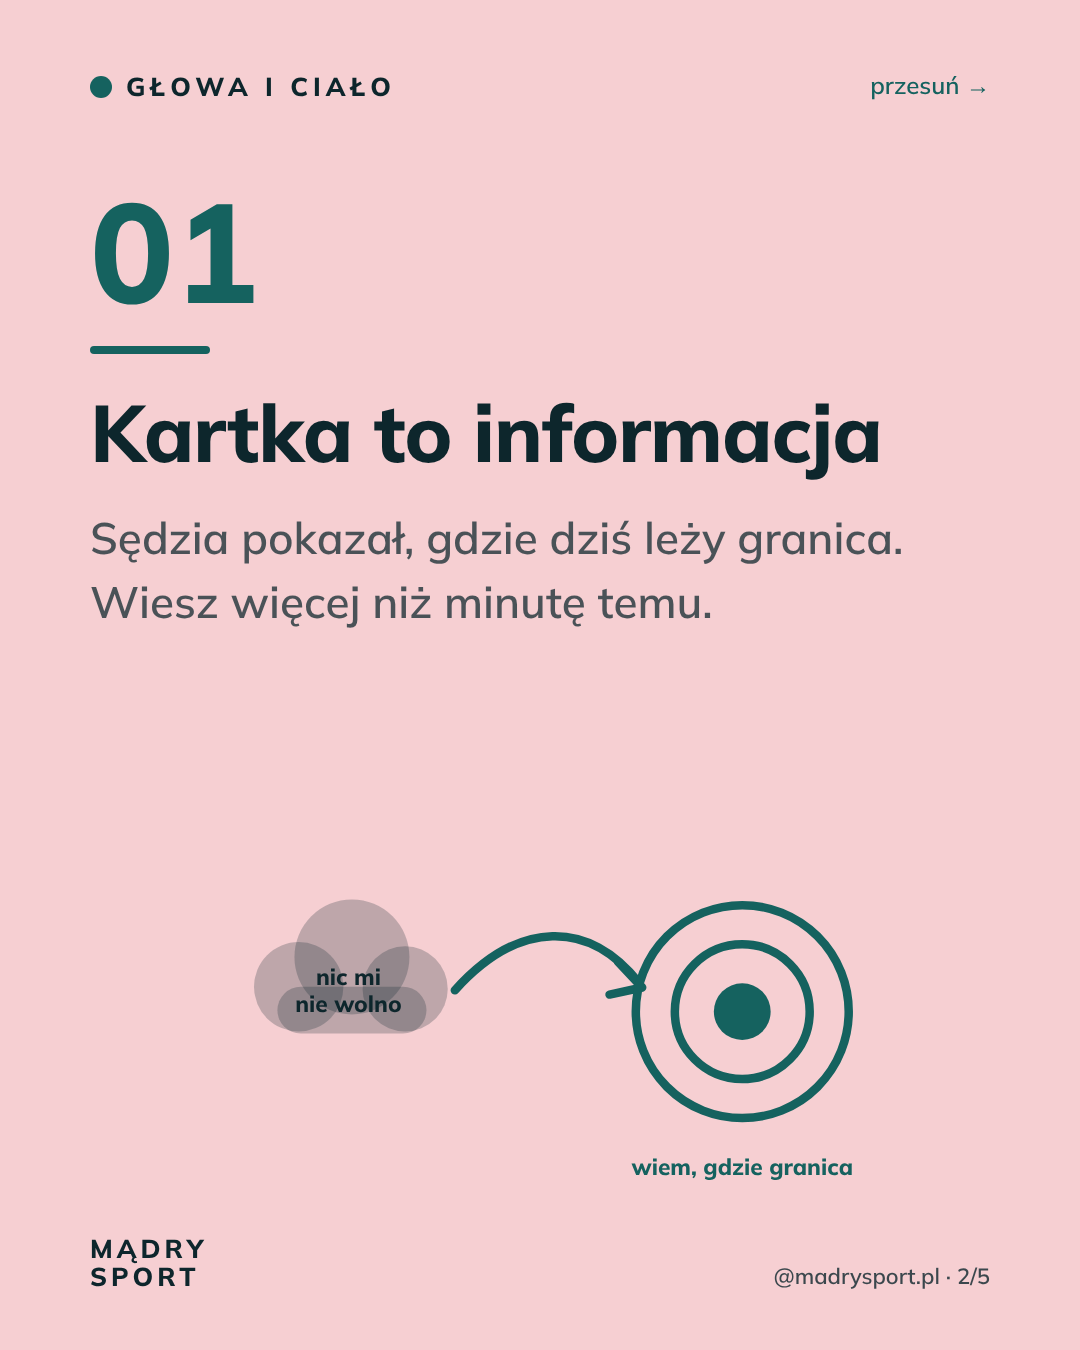 GŁOWA I CIAŁO
przesuń →
01
Kartka to informacja
Sędzia pokazał, gdzie dziś leży granica.
Wiesz więcej niż minutę temu.
nic mi
nie wolno
wiem, gdzie granica
MĄDRY
SPORT
@madrysport.pl · 2/5